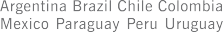 Argentina Brazil Chile Colombia
Mexico Paraguay Peru Uruguay